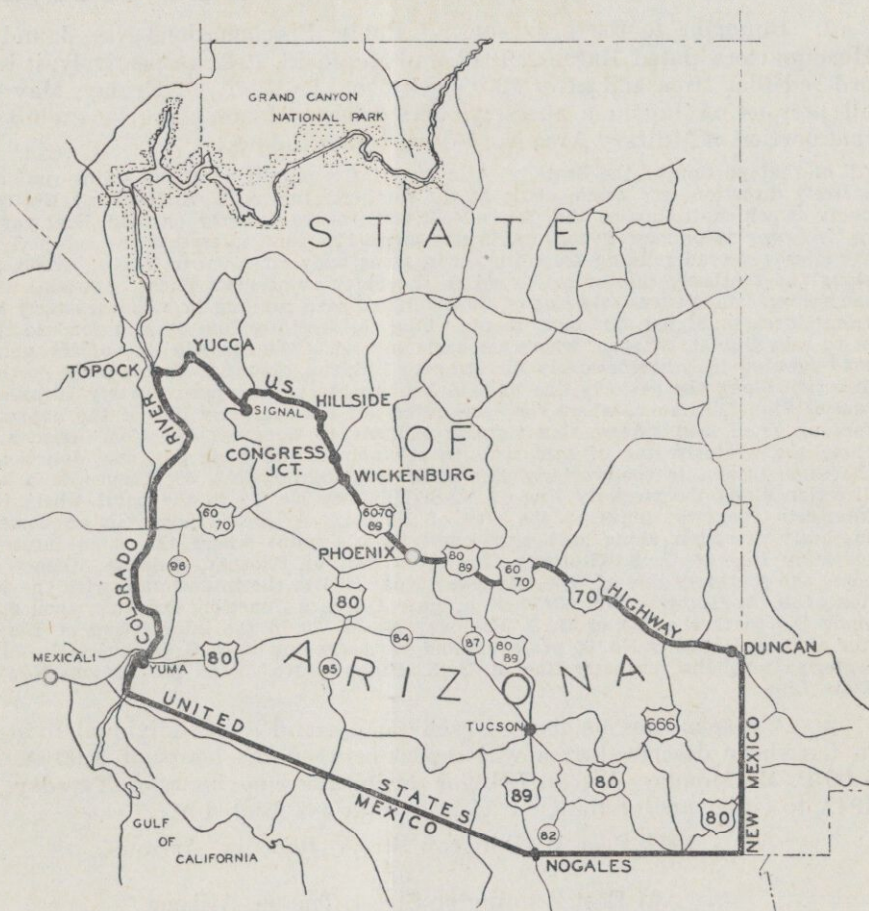 GRAND CANYON
NATIONAL PARK
STATE
YUCCA
TOPOCK
U.S.
SIGNAL
HILLSIDE
RIVER
OF
CONGRESS
JCT.
WICKENBURG
60
70
60-70
89
PHOENIX
80
89
60
70
96
COLORADO
80
70
HIGHWAY
84
87
80
89
DUNCAN
MEXICALI
YUMA
80
85
ARIZONA
UNITED STATES
TUCSON
666
MEXICO
89
80
80
NEW MEXICO
GULF
OF
CALIFORNIA
82
NOGALES